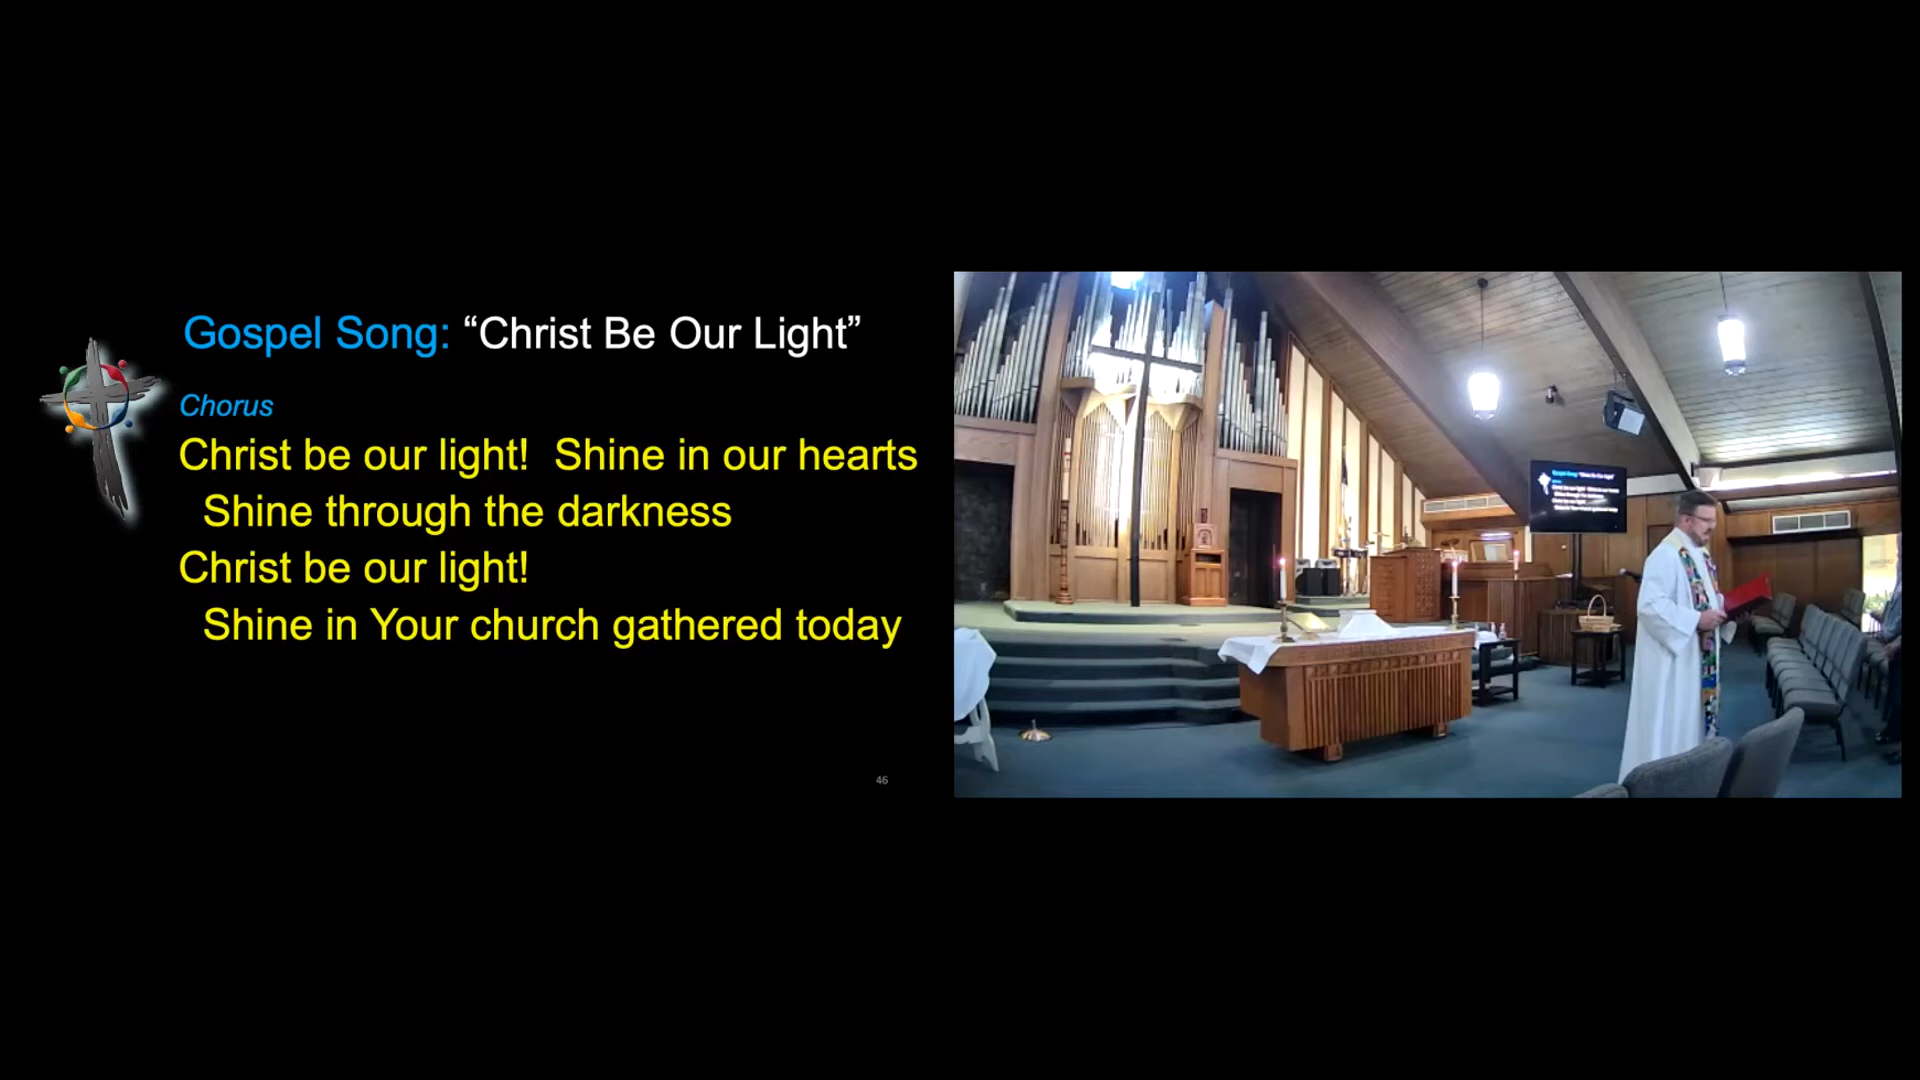 Gospel Song: “Christ Be Our Light”
Chorus
Christ be our light!  Shine in our hearts
Shine through the darkness
Christ be our light!
Shine in Your church gathered today
46